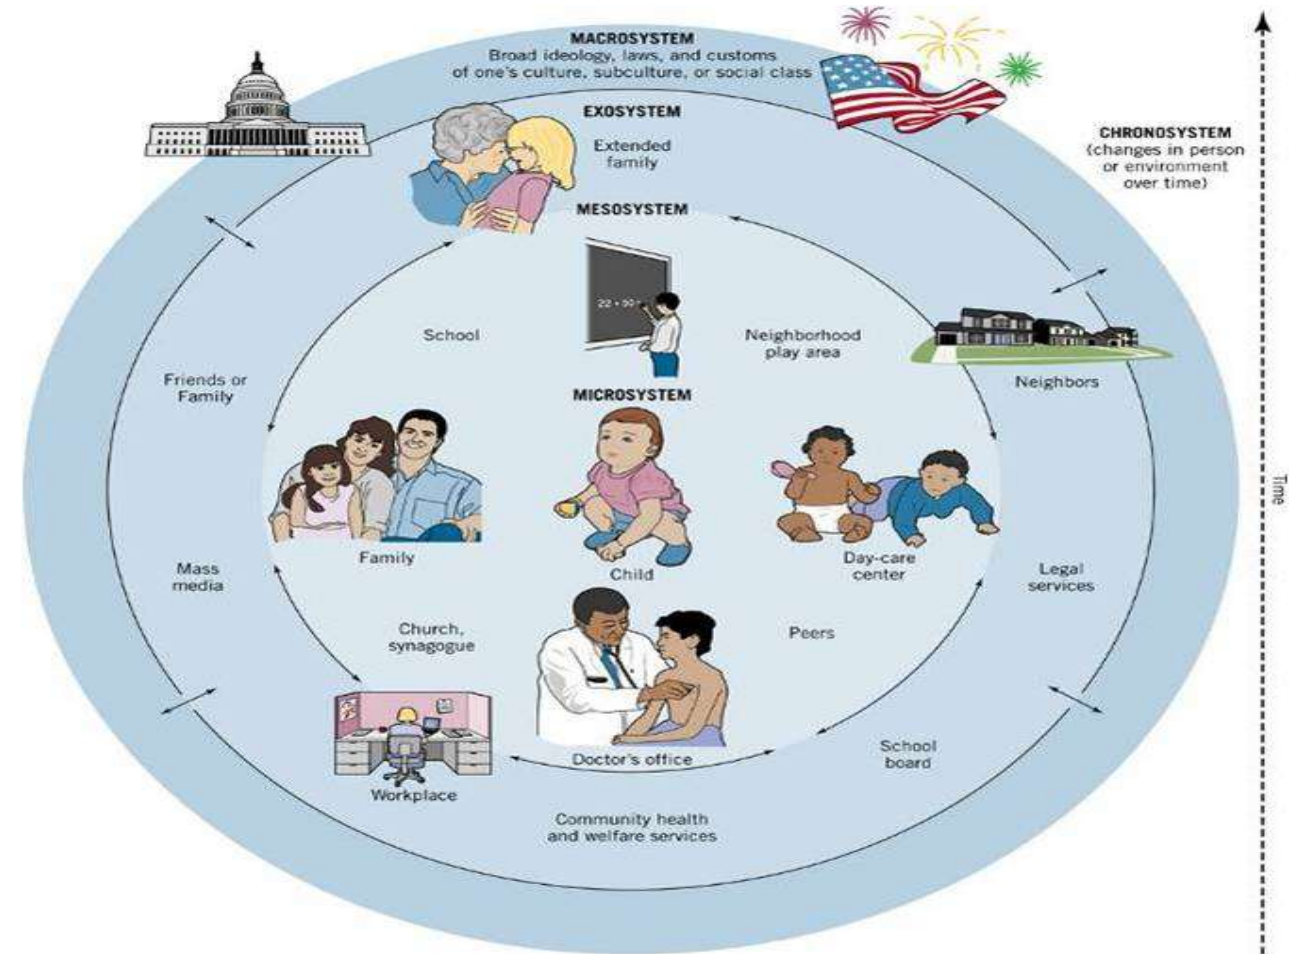 MACROSYSTEM
Broad ideology, laws, and customs
of one's culture, subculture, or social class
EXOSYSTEM
Extended
family
CHRONOSYSTEM
(changes in person
or environment
over time)
MESOSYSTEM
School
Neighborhood
play area
Friends or
Family
Neighbors
MICROSYSTEM
Time
Family
Child
Day-care
center
Mass
media
Legal
services
Church,
synagogue
Peers
Doctor's office
School
board
Workplace
Community health
and welfare services